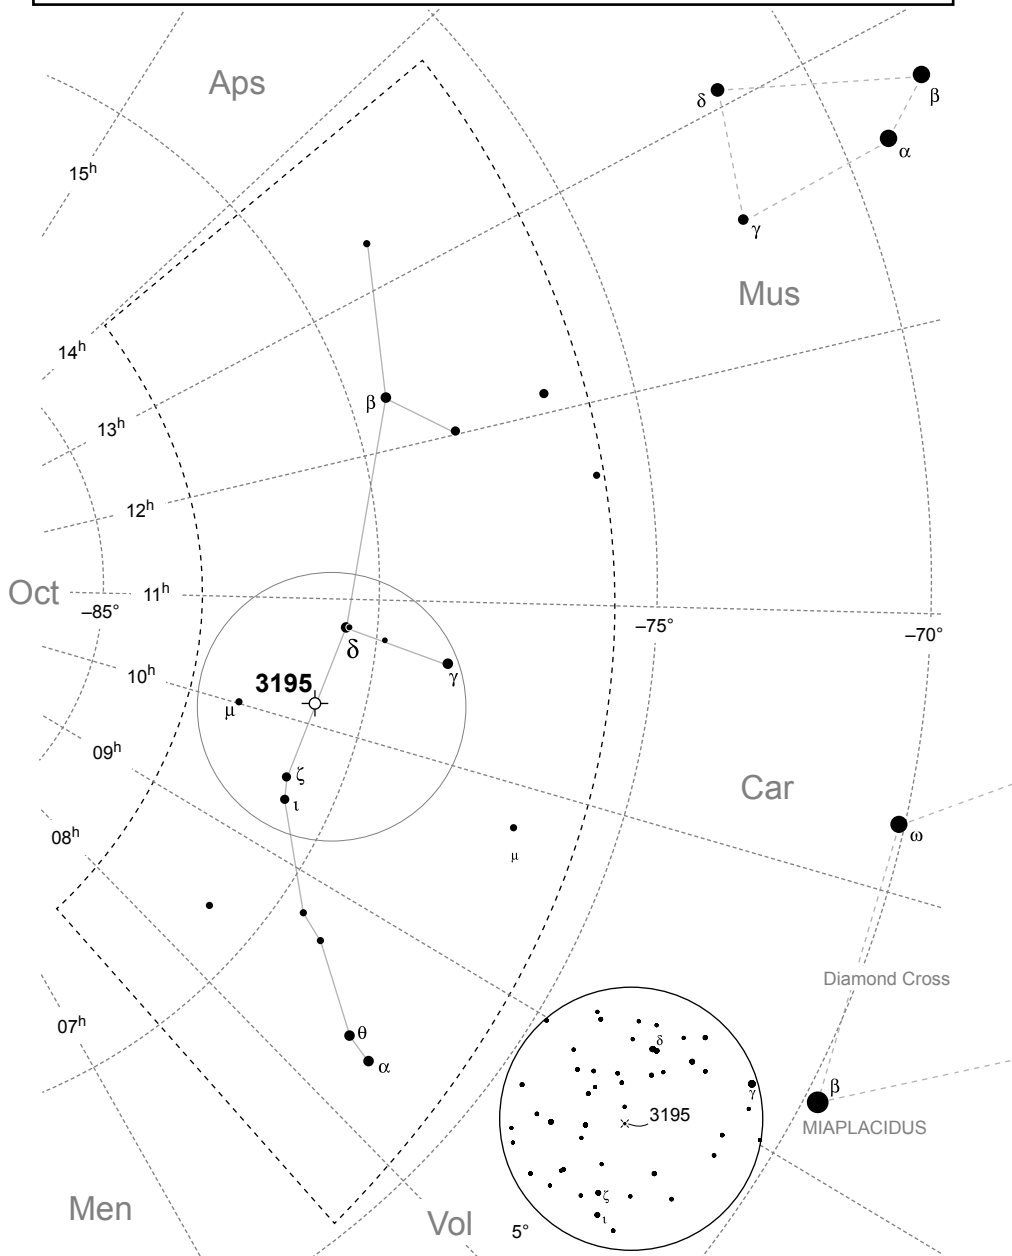 Aps
δ
β
α
15ʰ
γ
Mus
14ʰ
β
13ʰ
12ʰ
Oct
11ʰ
–85°
–75°
–70°
δ
10ʰ
3195
γ
μ
09ʰ
ζ
Car
ι
08ʰ
ω
μ
Diamond Cross
07ʰ
θ
δ
α
β
γ
3195
MIAPLACIDUS
ζ
Men
Vol
ι
5°